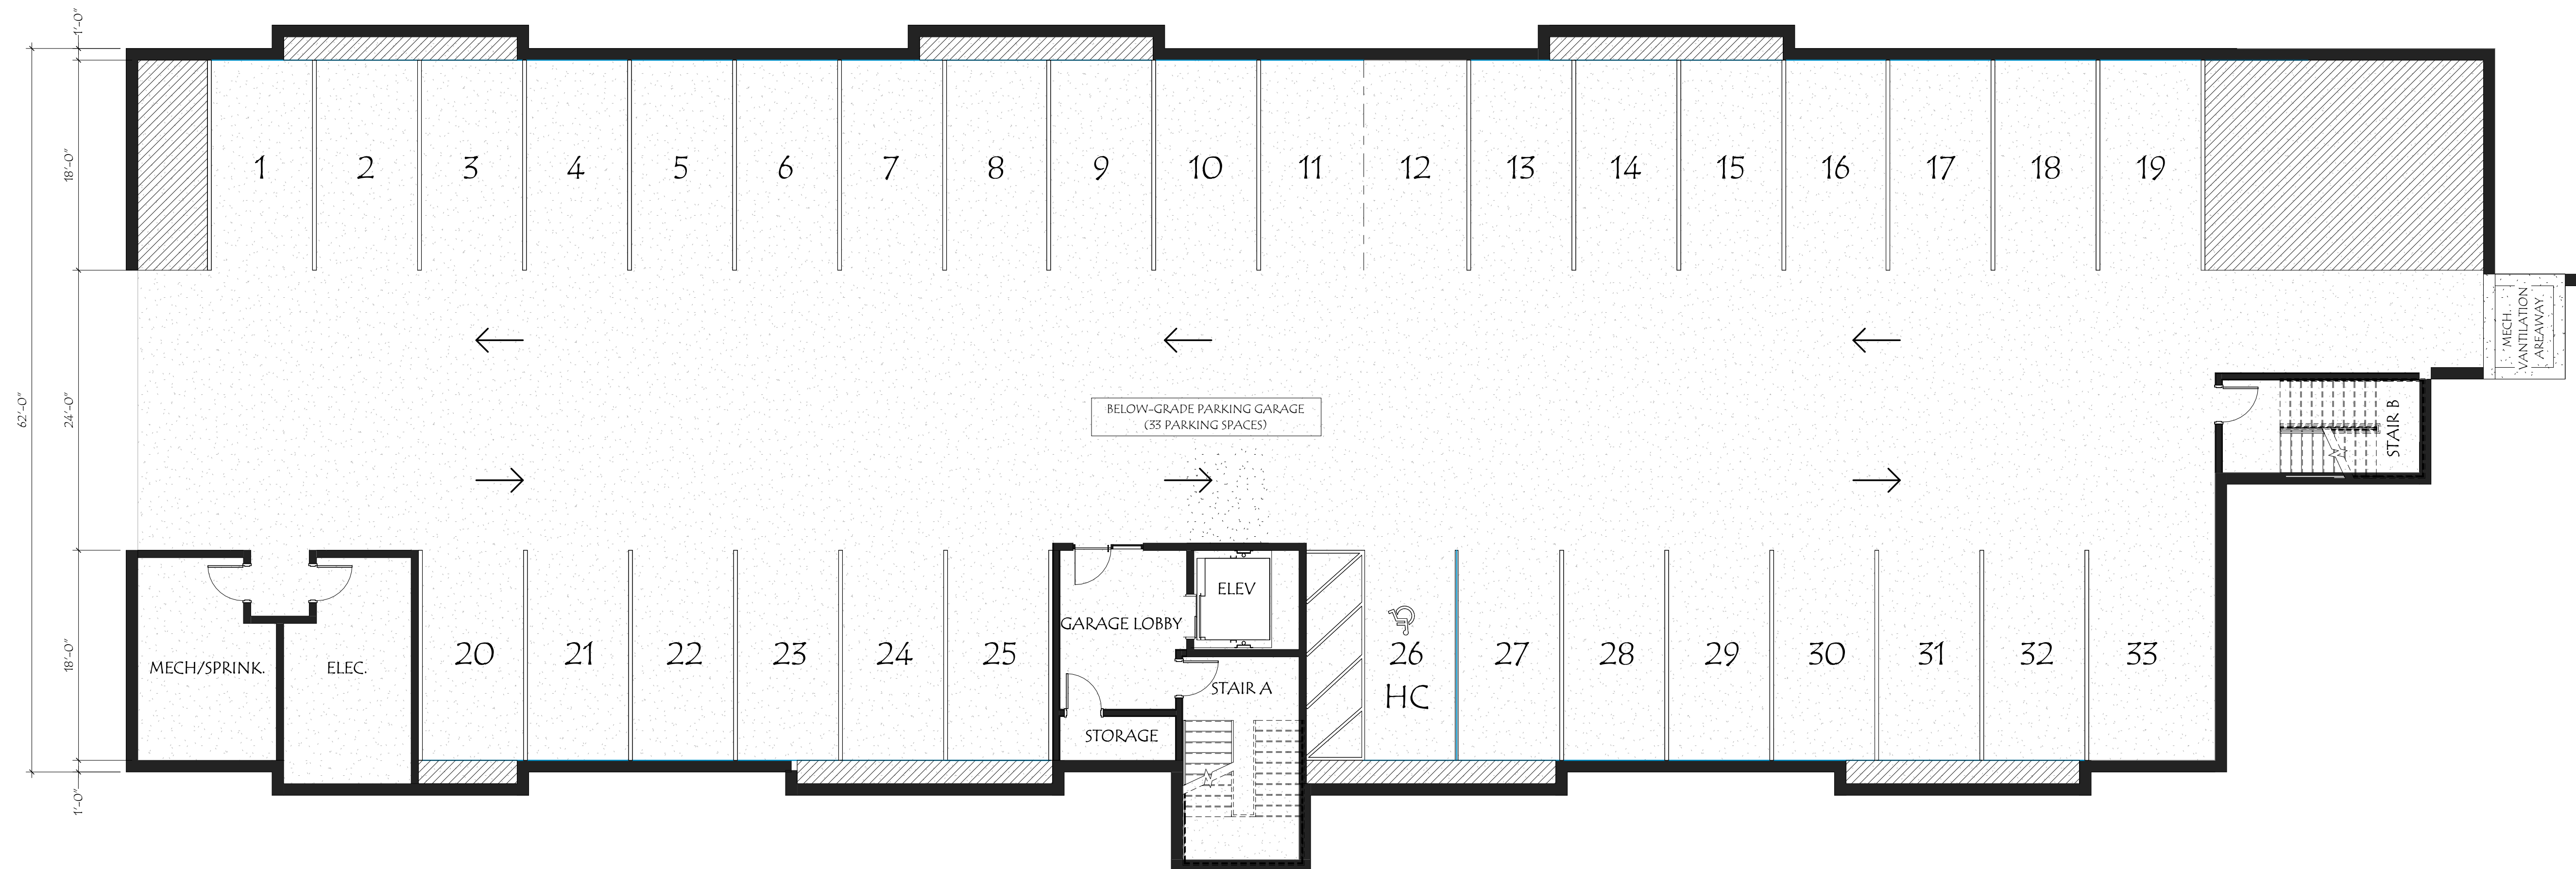 1'-0"
18'-0"
1 2 3 4 5 6 7 8 9 10 11 12 13 14 15 16 17 18 19
MECH.
VANTILATION
AREAWAY
62'-0"
24'-0"
BELOW-GRADE PARKING GARAGE
(33 PARKING SPACES)
STAIR B
ELEV
GARAGE LOBBY
18'-0"
MECH/SPRINK.
ELEC.
20 21 22 23 24 25
26 27 28 29 30 31 32 33
HC
STAIR A
STORAGE
1'-0"